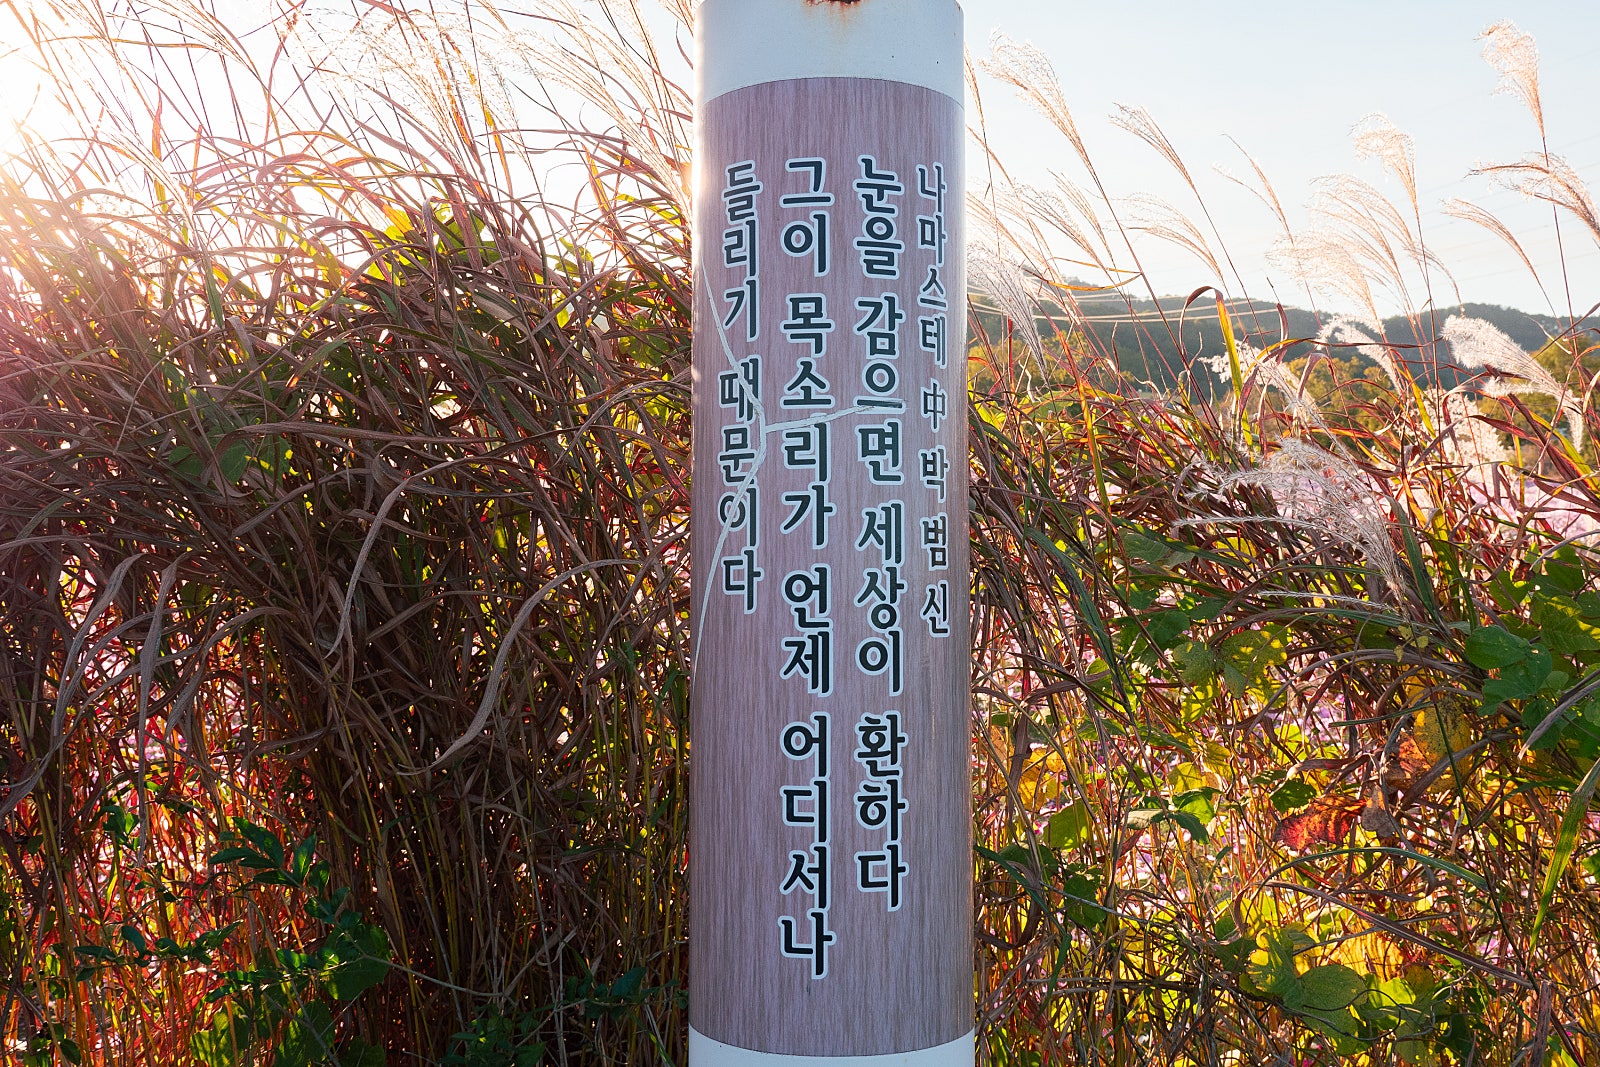 나마스테 中 박범신
눈을 감으면 세상이 환하다
그이 목소리가 언제 어디서나
들리기 때문이다